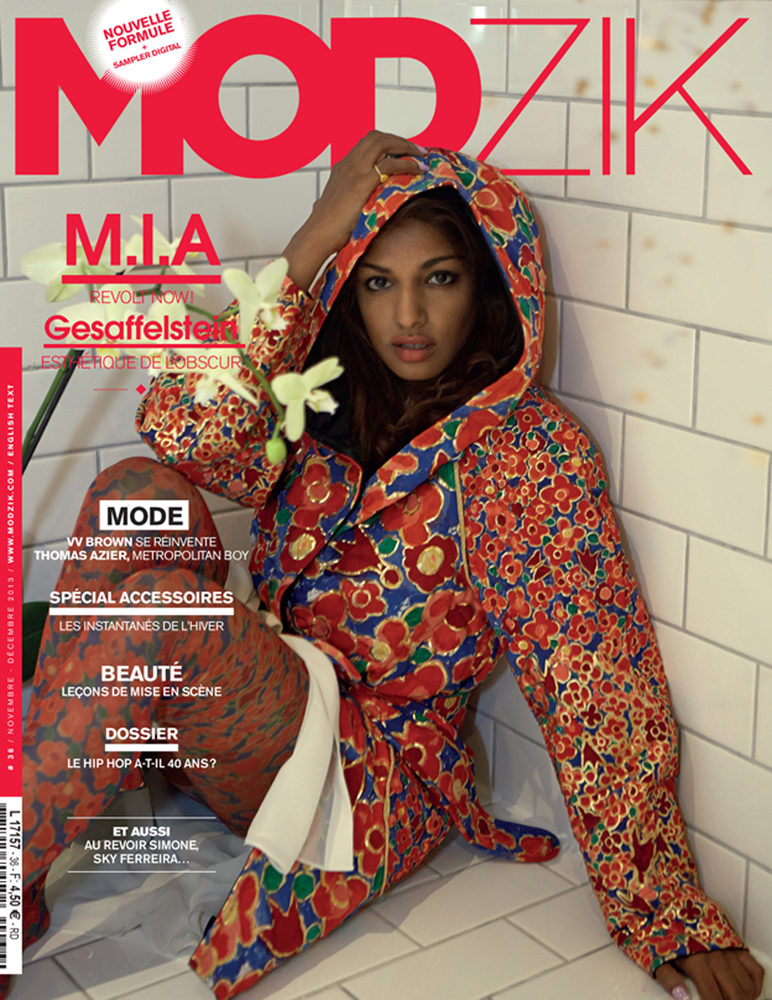 NOUVELLE
FORMULE
+
SAMPLER DIGITAL
MODZIK
M.I.A
REVOLT NOW!
Gesaffelstein
ESTHÉTIQUE DE L'OBSCUR
MODE
VV BROWN SE RÉINVENTE
THOMAS AZIER, METROPOLITAN BOY
SPÉCIAL ACCESSOIRES
LES INSTANTANÉS DE L'HIVER
BEAUTÉ
LEÇONS DE MISE EN SCÈNE
DOSSIER
LE HIP HOP A-T-IL 40 ANS?
ET AUSSI
AU REVOIR SIMONE,
SKY FERREIRA...
# 36 / NOVEMBRE - DÉCEMBRE 2013 / WWW.MODZIK.COM / ENGLISH TEXT
L 17157 - 36 - F: 4,50 € - RD